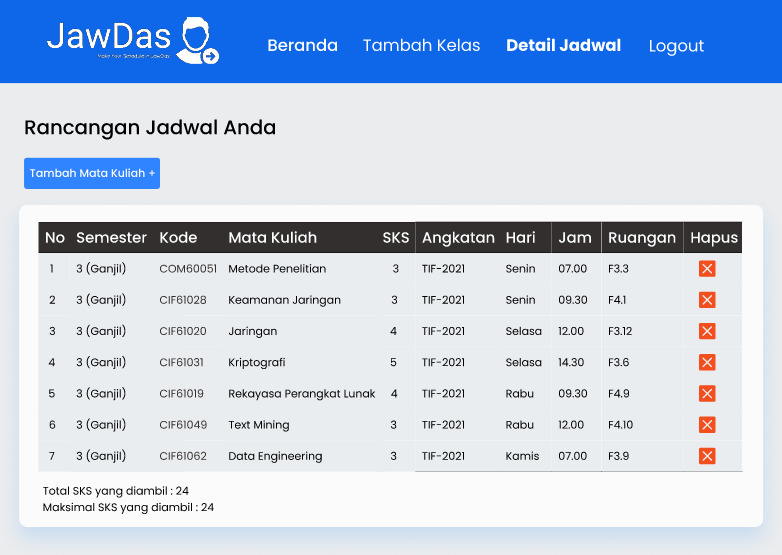 JawDas
Beranda Tambah Kelas Detail Jadwal Logout
Rancangan Jadwal Anda
Tambah Mata Kuliah +
No Semester Kode Mata Kuliah SKS Angkatan Hari Jam Ruangan Hapus
1 3 (Ganjil) COM60051 Metode Penelitian 3 TIF-2021 Senin 07.00 F3.3
2 3 (Ganjil) CIF61028 Keamanan Jaringan 3 TIF-2021 Senin 09.30 F4.1
3 3 (Ganjil) CIF61020 Jaringan 4 TIF-2021 Selasa 12.00 F3.12
4 3 (Ganjil) CIF61031 Kriptografi 5 TIF-2021 Selasa 14.30 F3.6
5 3 (Ganjil) CIF61019 Rekayasa Perangkat Lunak 4 TIF-2021 Rabu 09.30 F4.9
6 3 (Ganjil) CIF61049 Text Mining 3 TIF-2021 Rabu 12.00 F4.10
7 3 (Ganjil) CIF61062 Data Engineering 3 TIF-2021 Kamis 07.00 F3.9
Total SKS yang diambil : 24
Maksimal SKS yang diambil : 24